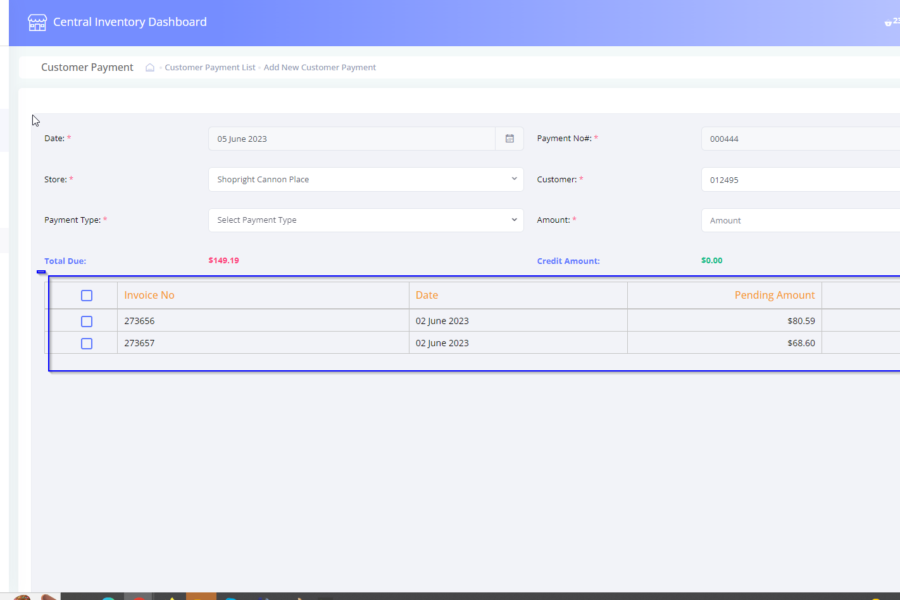 Central Inventory Dashboard
Customer Payment - Customer Payment List - Add New Customer Payment
Date: * 05 June 2023 Payment No#: * 000444
Store: * Shopright Cannon Place Customer: * 012495
Payment Type: * Select Payment Type Amount: * Amount
Total Due: $149.19 Credit Amount: $0.00
Invoice No Date Pending Amount
273656 02 June 2023 $80.59
273657 02 June 2023 $68.60